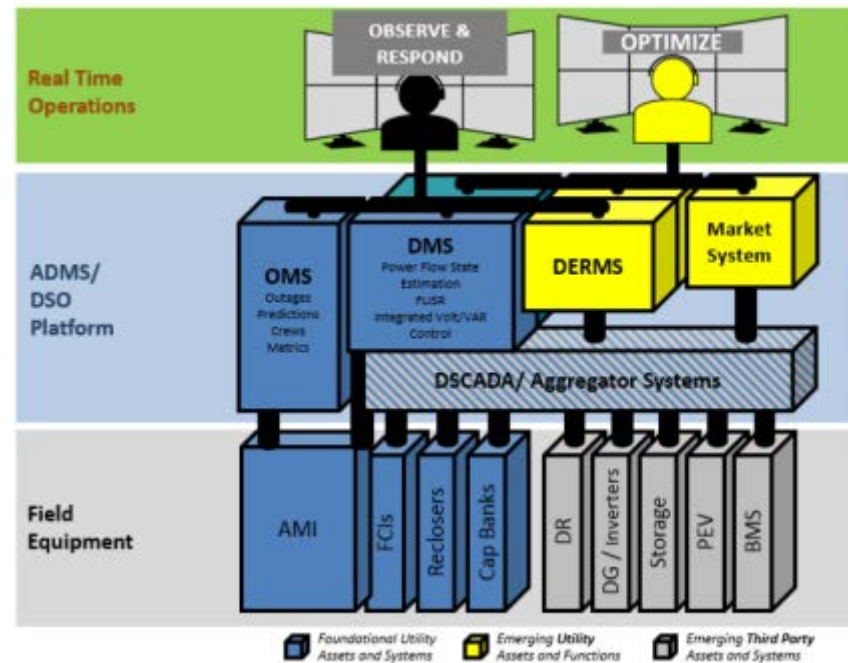 OBSERVE &
RESPOND
OPTIMIZE
Real Time
Operations
ADMS/
DSO
Platform
OMS
Outages
Predictions
Crews
Metrics
DMS
Power Flow State
Estimation
FLISR
Integrated Volt/VAR
Control
DERMS
Market
System
DSCADA/ Aggregator Systems
Field
Equipment
AMI
FCIs
Reclosers
Cap Banks
DR
DG / Inverters
Storage
PEV
BMS
Foundational Utility
Assets and Systems
Emerging Utility
Assets and Functions
Emerging Third Party
Assets and Systems